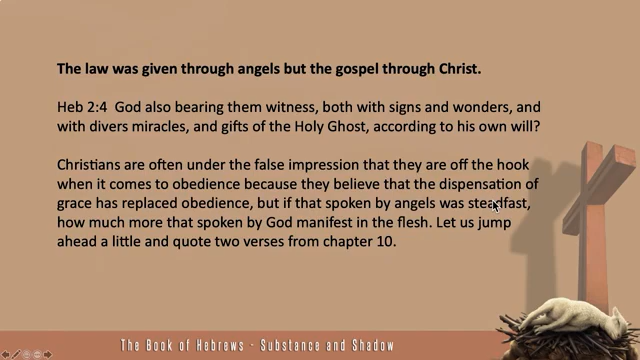 The law was given through angels but the gospel through Christ.
Heb 2:4  God also bearing them witness, both with signs and wonders, and
with divers miracles, and gifts of the Holy Ghost, according to his own will?
Christians are often under the false impression that they are off the hook
when it comes to obedience because they believe that the dispensation of
grace has replaced obedience, but if that spoken by angels was steadfast,
how much more that spoken by God manifest in the flesh. Let us jump
ahead a little and quote two verses from chapter 10.
The Book of Hebrews - Substance and Shadow